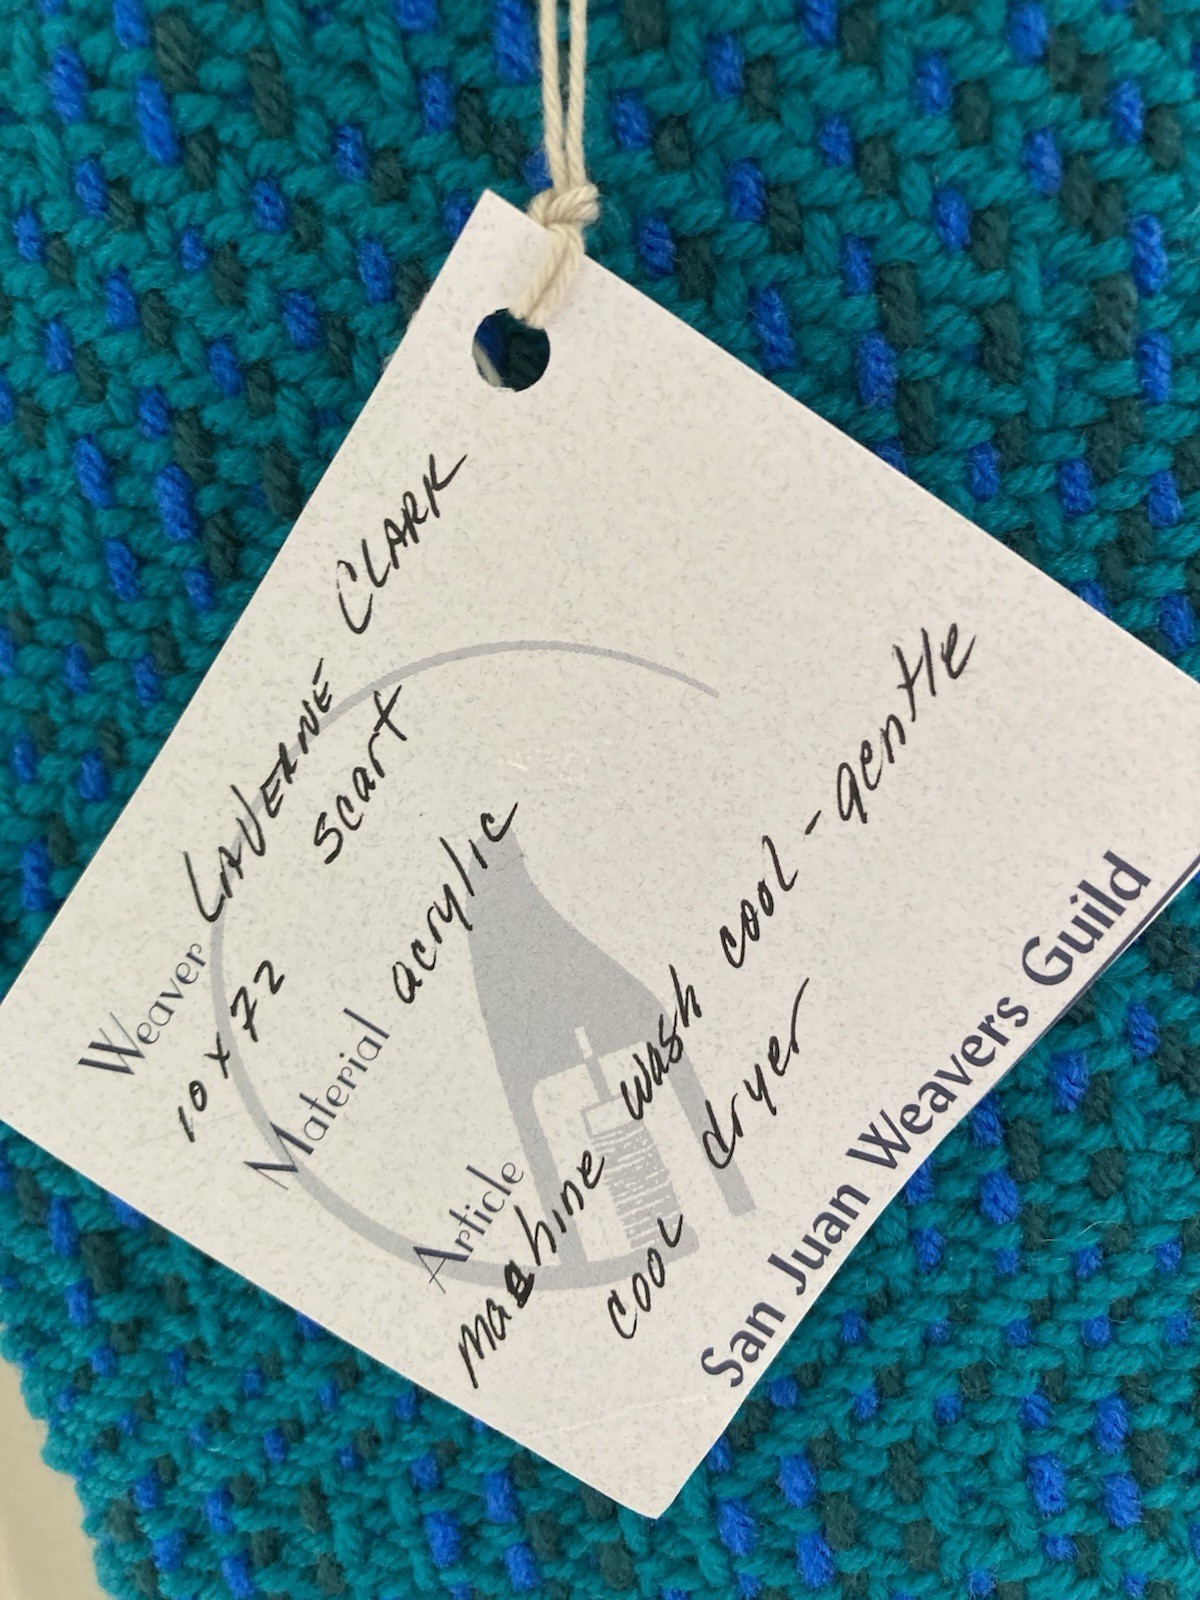 Weaver LAVERNE CLARK
10 x 72 scarf
Material acrylic
Article
machine wash cool - gentle
cool dryer
San Juan Weavers Guild